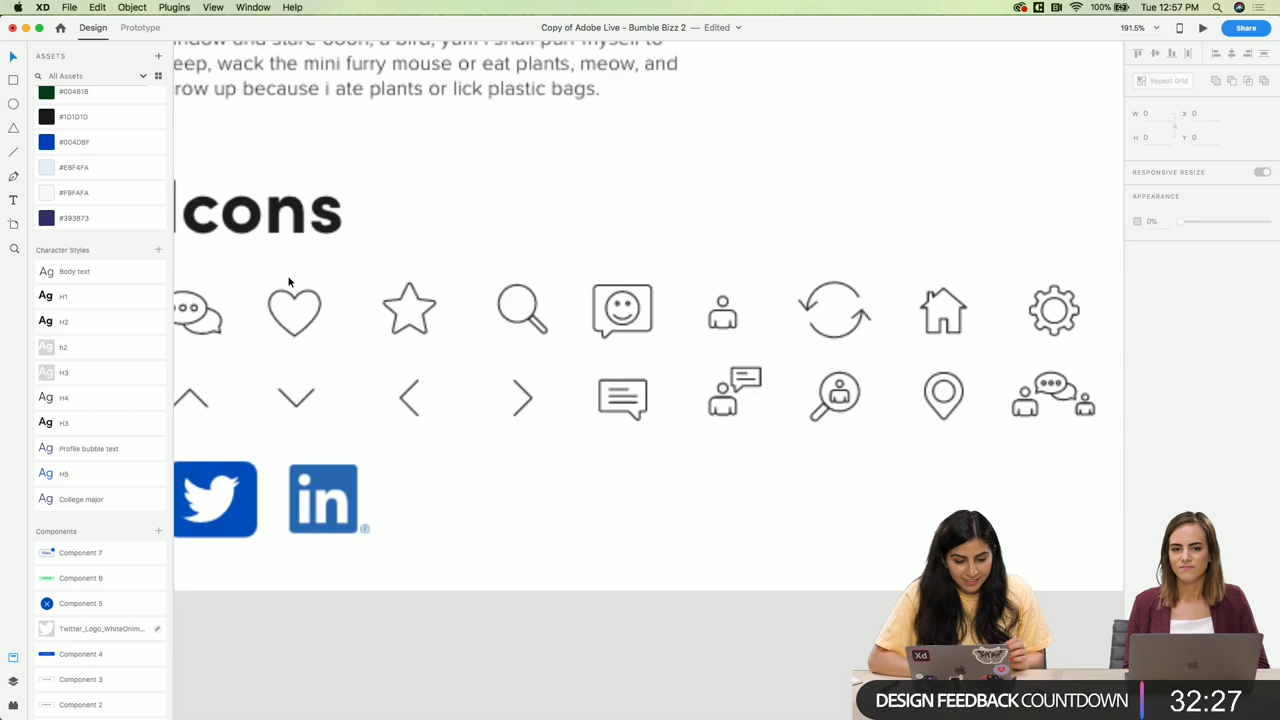 XD File Edit Object Plugins View Window Help
100% Tue 12:57 PM
Design Prototype
Copy of Adobe Live - Bumble Bizz 2 - Edited
191.5%
Share
ASSETS
All Assets
#004618
#1D1D1D
#004DBF
#EBF4FA
#F9FAFA
#393873
Character Styles
Ag Body text
Ag H1
Ag H2
Ag h2
Ag H3
Ag H4
Ag H3
Ag Profile bubble text
Ag H5
Ag College major
Components
Component 7
Component 6
Component 5
Twitter_Logo_WhiteOnIm...
Component 4
Component 3
Component 2
eep, wack the mini furry mouse or eat plants, meow, and
row up because i ate plants or lick plastic bags.
Icons
in
Repeat Grid
W 0 X 0
H 0 Y 0
RESPONSIVE RESIZE
APPEARANCE
0%
Xd
DESIGN FEEDBACK COUNTDOWN 32:27